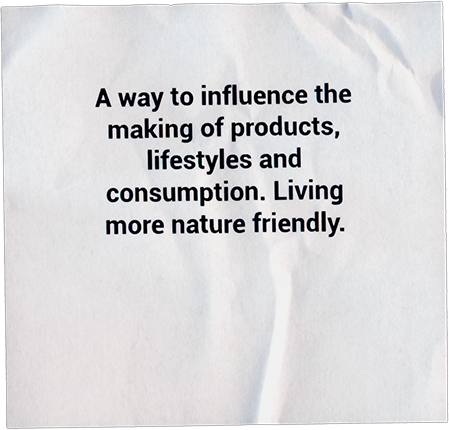 A way to influence the
making of products,
lifestyles and
consumption. Living
more nature friendly.